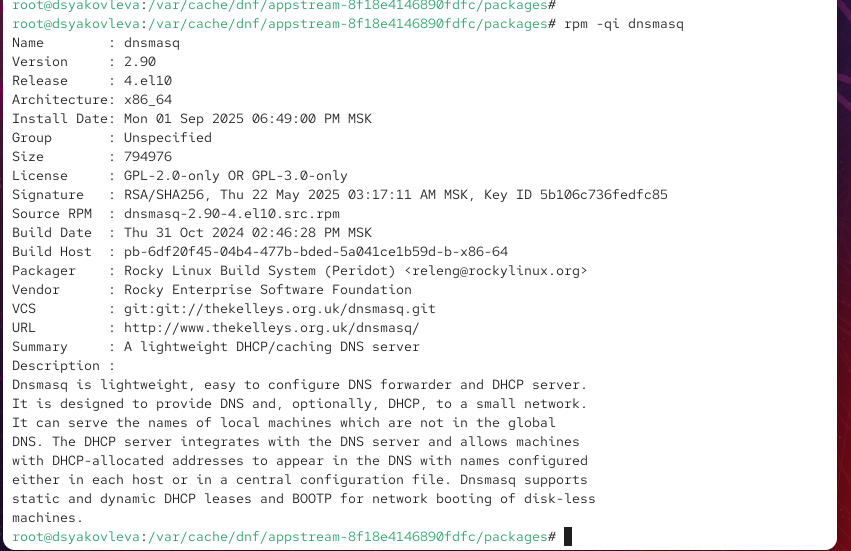 root@dsyakovleva:/var/cache/dnf/appstream-8f18e4146890fdfc/packages#
root@dsyakovleva:/var/cache/dnf/appstream-8f18e4146890fdfc/packages# rpm -qi dnsmasq
Name        : dnsmasq
Version     : 2.90
Release     : 4.el10
Architecture: x86_64
Install Date: Mon 01 Sep 2025 06:49:00 PM MSK
Group       : Unspecified
Size        : 794976
License     : GPL-2.0-only OR GPL-3.0-only
Signature   : RSA/SHA256, Thu 22 May 2025 03:17:11 AM MSK, Key ID 5b106c736fedfc85
Source RPM  : dnsmasq-2.90-4.el10.src.rpm
Build Date  : Thu 31 Oct 2024 02:46:28 PM MSK
Build Host  : pb-6df20f45-04b4-477b-bded-5a041ce1b59d-b-x86-64
Packager    : Rocky Linux Build System (Peridot) <releng@rockylinux.org>
Vendor      : Rocky Enterprise Software Foundation
VCS         : git:git://thekelleys.org.uk/dnsmasq.git
URL         : http://www.thekelleys.org.uk/dnsmasq/
Summary     : A lightweight DHCP/caching DNS server
Description :
Dnsmasq is lightweight, easy to configure DNS forwarder and DHCP server.
It is designed to provide DNS and, optionally, DHCP, to a small network.
It can serve the names of local machines which are not in the global
DNS. The DHCP server integrates with the DNS server and allows machines
with DHCP-allocated addresses to appear in the DNS with names configured
either in each host or in a central configuration file. Dnsmasq supports
static and dynamic DHCP leases and BOOTP for network booting of disk-less
machines.
root@dsyakovleva:/var/cache/dnf/appstream-8f18e4146890fdfc/packages#